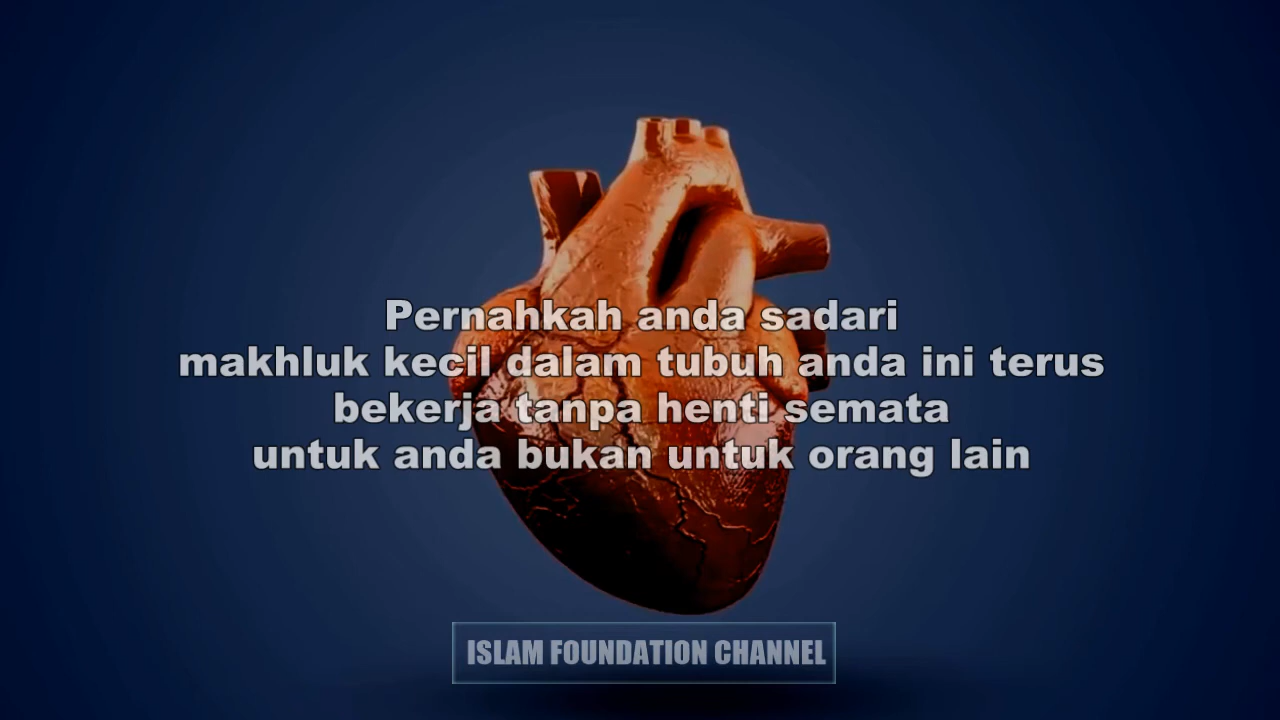 Pernahkah anda sadari
makhluk kecil dalam tubuh anda ini terus
bekerja tanpa henti semata
untuk anda bukan untuk orang lain
ISLAM FOUNDATION CHANNEL